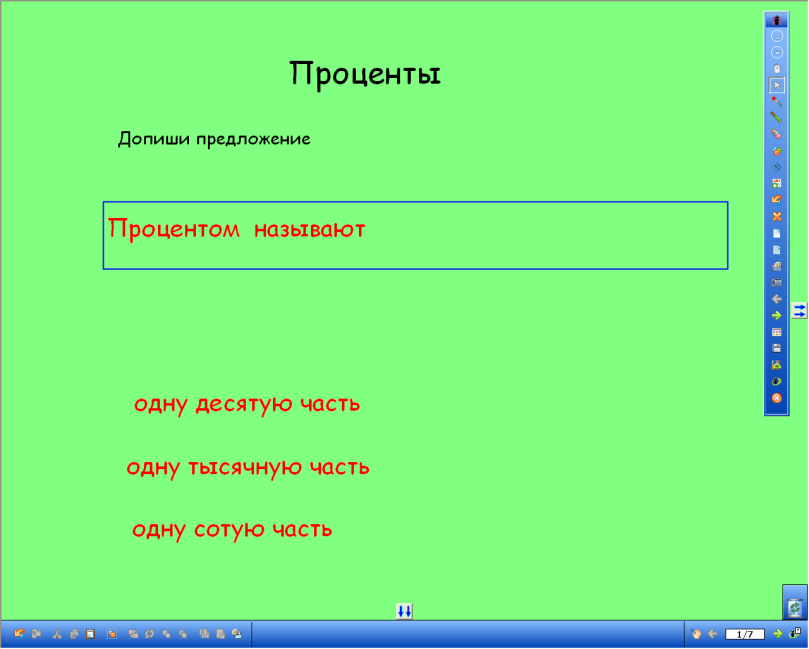 Проценты
Допиши предложение
Процентом называют
одну десятую часть
одну тысячную часть
одну сотую часть
1/7